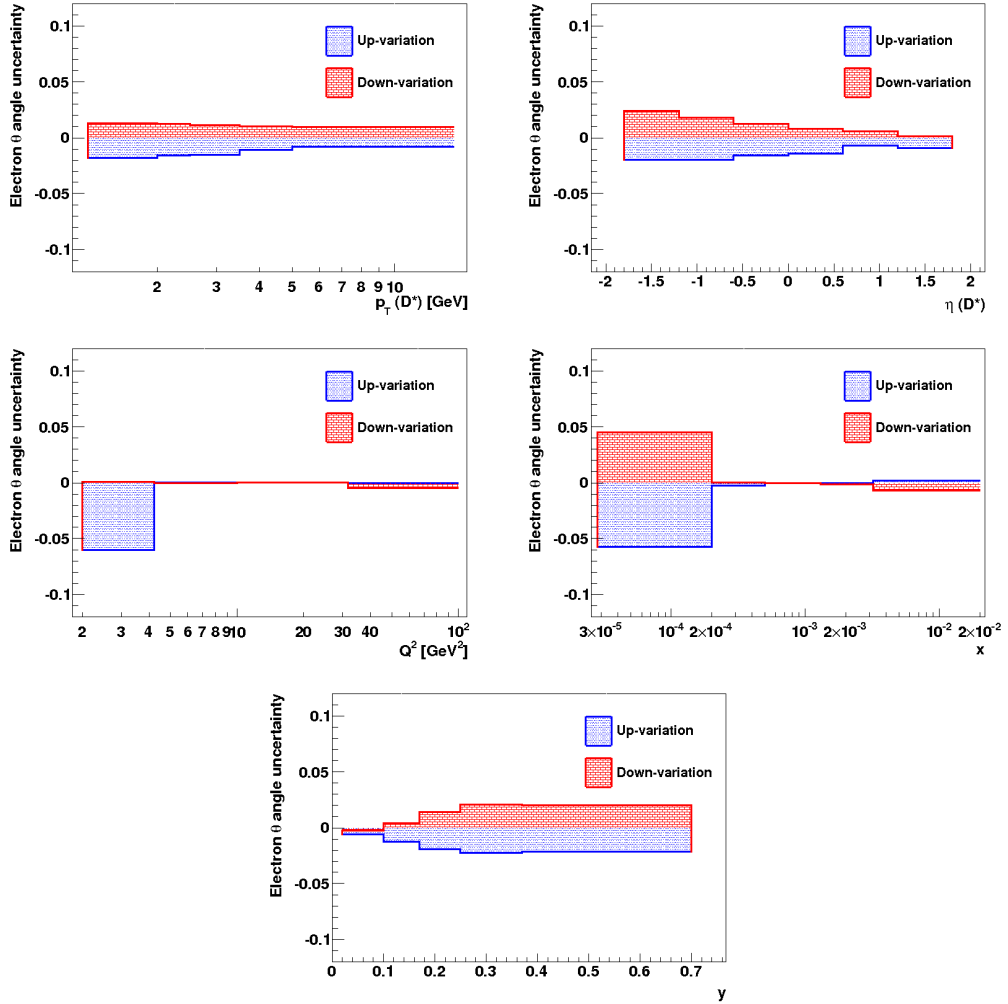 Electron θ angle uncertainty
0.1
0.05
0
-0.05
-0.1
Up-variation
Down-variation
2 3 4 5 6 7 8 9 10
p_T (D*) [GeV]
Electron θ angle uncertainty
0.1
0.05
0
-0.05
-0.1
Up-variation
Down-variation
-2 -1.5 -1 -0.5 0 0.5 1 1.5 2
η (D*)
Electron θ angle uncertainty
0.1
0.05
0
-0.05
-0.1
Up-variation
Down-variation
2 3 4 5 6 7 8 9 10 20 30 40 10²
Q² [GeV²]
Electron θ angle uncertainty
0.1
0.05
0
-0.05
-0.1
Up-variation
Down-variation
3×10⁻⁵ 10⁻⁴ 2×10⁻⁴ 10⁻³ 2×10⁻³ 10⁻² 2×10⁻²
x
Electron θ angle uncertainty
0.1
0.05
0
-0.05
-0.1
Up-variation
Down-variation
0 0.1 0.2 0.3 0.4 0.5 0.6 0.7
y